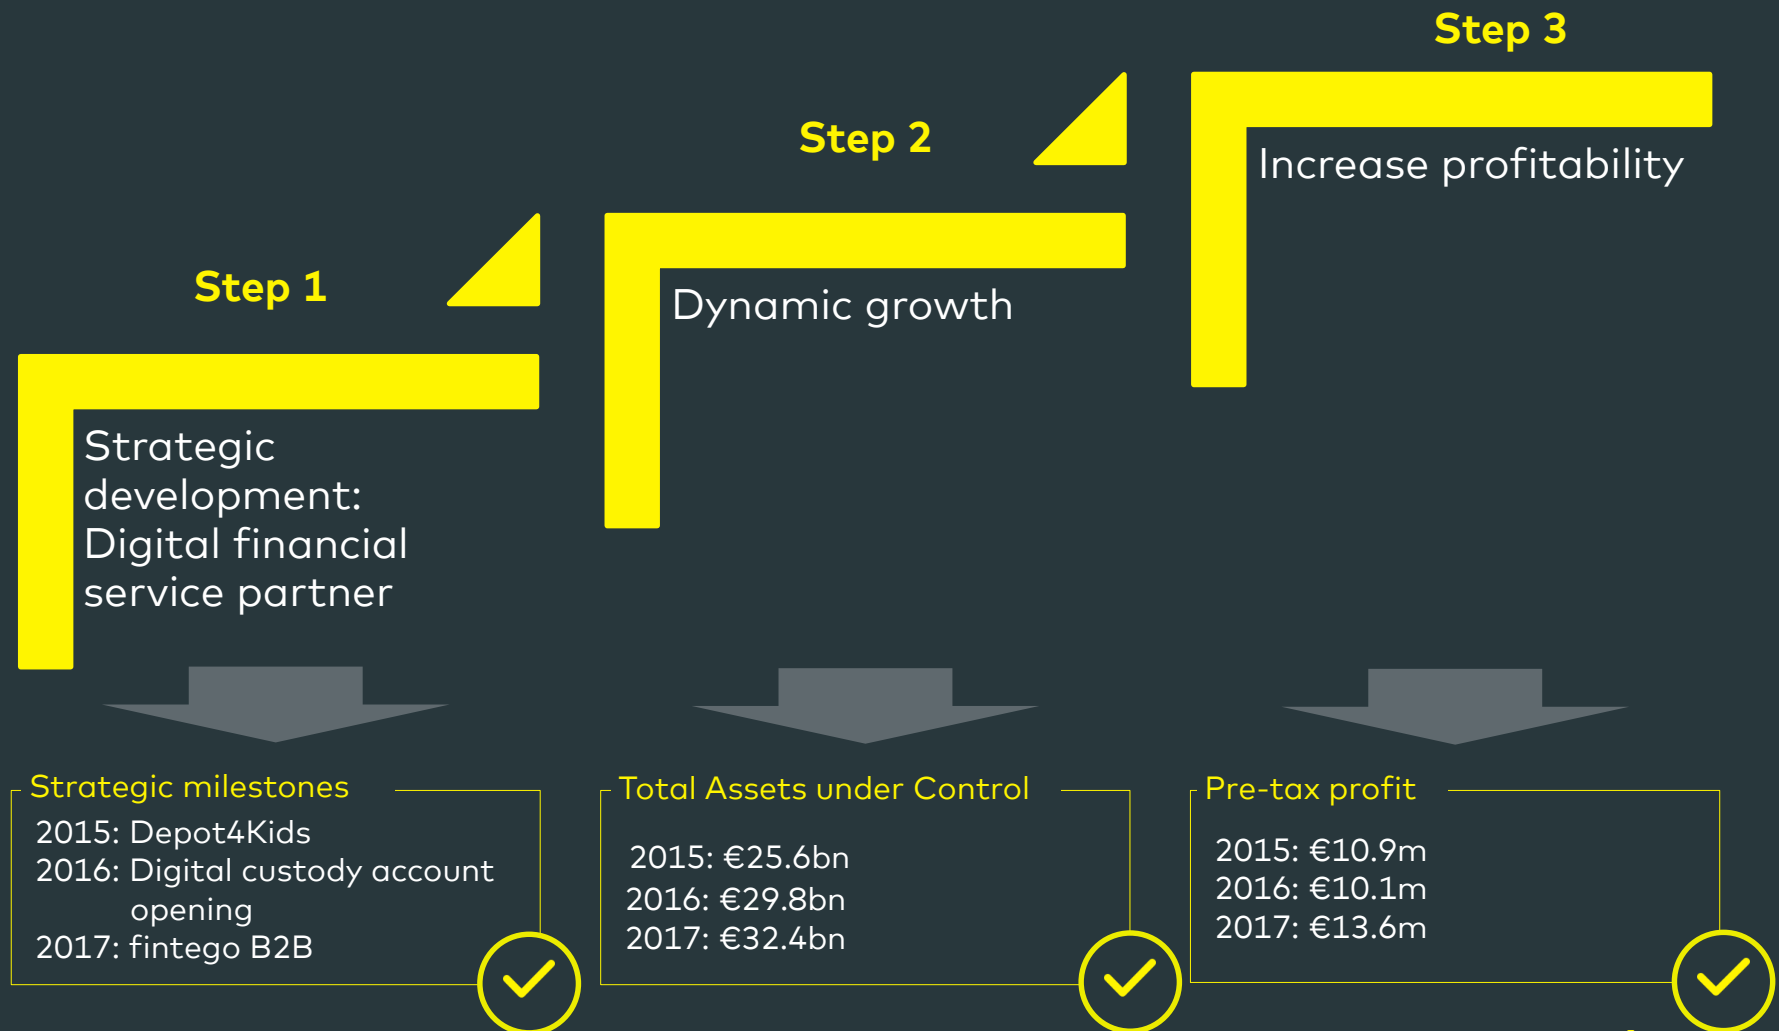 Step 1
Strategic
development:
Digital financial
service partner
Step 2
Dynamic growth
Step 3
Increase profitability
Strategic milestones
2015: Depot4Kids
2016: Digital custody account
opening
2017: fintego B2B
Total Assets under Control
2015: €25.6bn
2016: €29.8bn
2017: €32.4bn
Pre-tax profit
2015: €10.9m
2016: €10.1m
2017: €13.6m